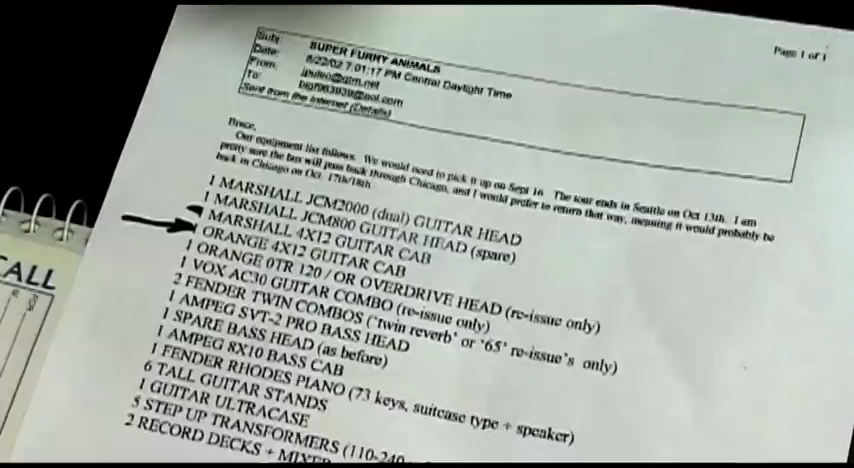 Page 1 of 1
Subj: SUPER FURRY ANIMALS
Date: 8/22/02 7:01:17 PM Central Daylight Time
From:
To:
Sent from the Internet (Details)
Bruce,
Our equipment list follows. We would need to pick it up on Sept 16. The tour ends in Seattle on Oct 13th. I am
pretty sure the bus will pass back through Chicago, and I would prefer to return that way, meaning it would probably be
back in Chicago on Oct. 17th/18th.
1 MARSHALL JCM2000 (dual) GUITAR HEAD
1 MARSHALL JCM800 GUITAR HEAD (spare)
MARSHALL 4X12 GUITAR CAB
1 ORANGE 4X12 GUITAR CAB
1 ORANGE OTR 120 / OR OVERDRIVE HEAD (re-issue only)
1 VOX AC30 GUITAR COMBO (re-issue only)
2 FENDER TWIN COMBOS ('twin reverb' or '65' re-issue's only)
1 AMPEG SVT-2 PRO BASS HEAD
1 SPARE BASS HEAD (as before)
1 AMPEG 8X10 BASS CAB
1 FENDER RHODES PIANO (73 keys, suitcase type + speaker)
6 TALL GUITAR STANDS
1 GUITAR ULTRACASE
5 STEP UP TRANSFORMERS (110-240
2 RECORD DECKS + MIXER
CALL